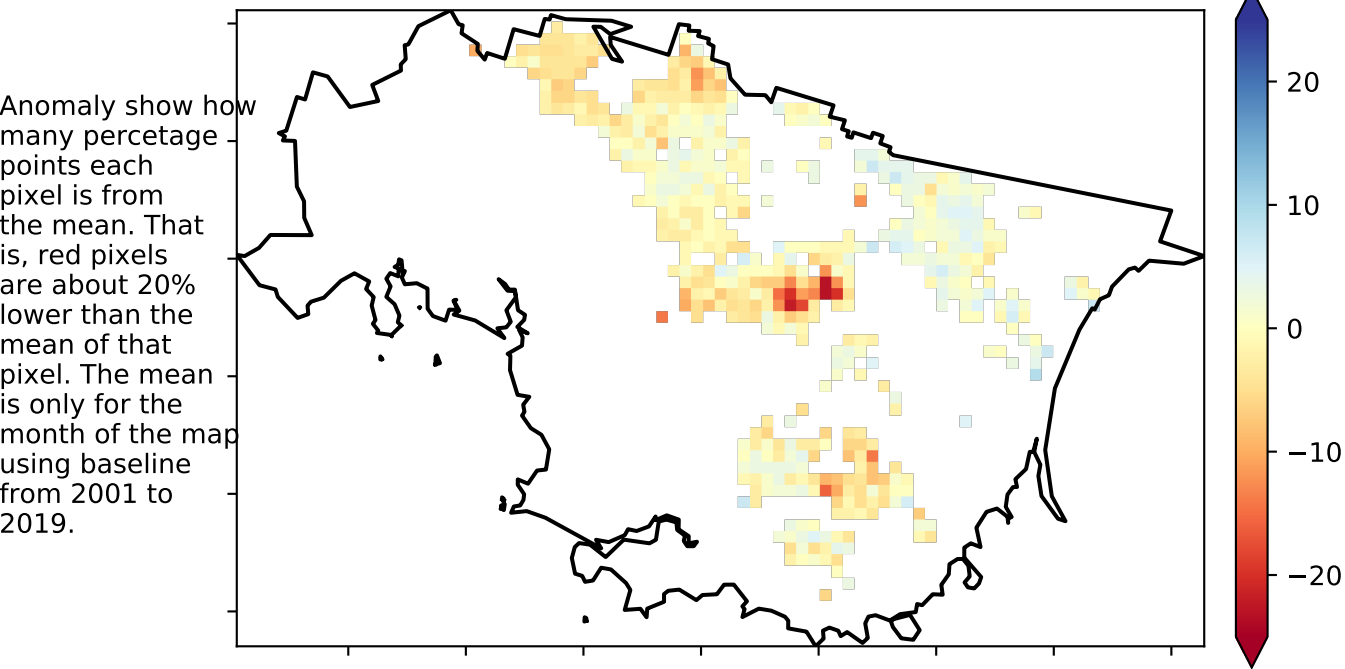 Anomaly show how
many percetage
points each
pixel is from
the mean. That
is, red pixels
are about 20%
lower than the
mean of that
pixel. The mean
is only for the
month of the map
using baseline
from 2001 to
2019.
20
10
0
−10
−20